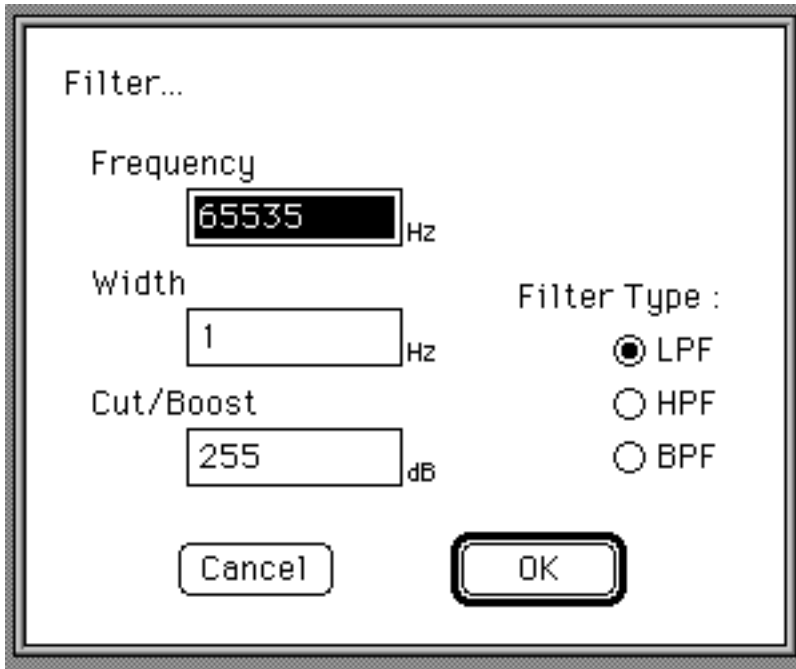 Filter...
Frequency
65535 Hz
Width
1 Hz
Cut/Boost
255 dB
Filter Type :
LPF
HPF
BPF
Cancel
OK